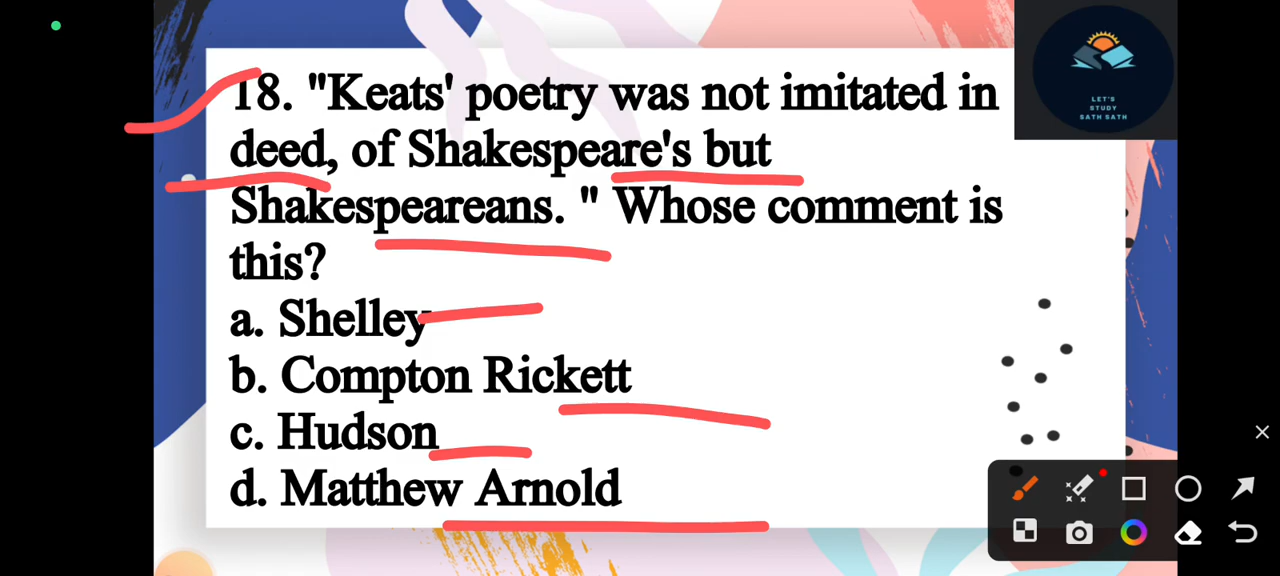 18. "Keats' poetry was not imitated in
deed, of Shakespeare's but
Shakespeareans. " Whose comment is
this?
a. Shelley
b. Compton Rickett
c. Hudson
d. Matthew Arnold
LET'S
STUDY
SATH SATH